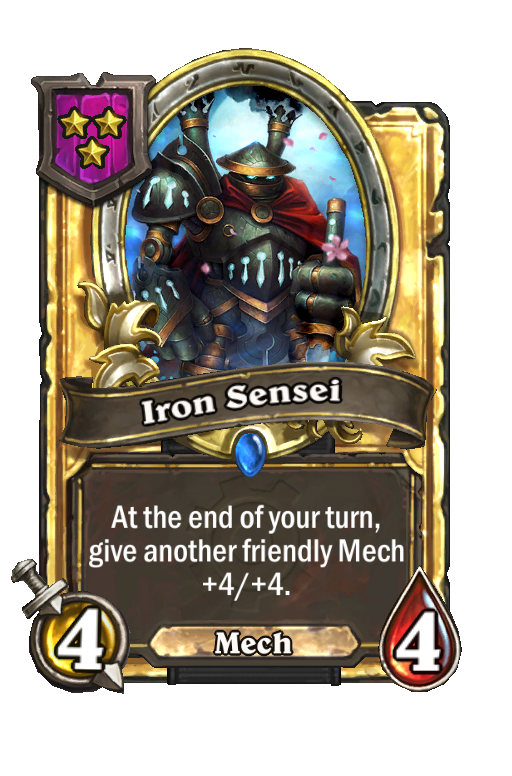 Iron Sensei
At the end of your turn,
give another friendly Mech
+4/+4.
4
Mech
4